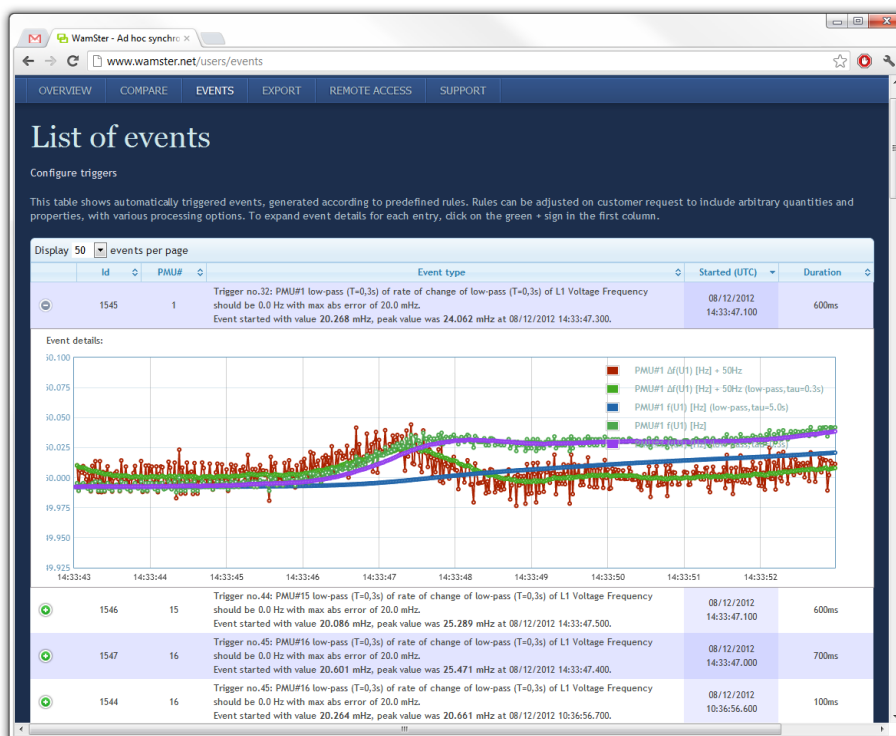 WamSter - Ad hoc synchro
www.wamster.net/users/events
OVERVIEW COMPARE EVENTS EXPORT REMOTE ACCESS SUPPORT
List of events
Configure triggers
This table shows automatically triggered events, generated according to predefined rules. Rules can be adjusted on customer request to include arbitrary quantities and
properties, with various processing options. To expand event details for each entry, click on the green + sign in the first column.
Display 50 events per page
Id PMU# Event type Started (UTC) Duration
Trigger no.32: PMU#1 low-pass (T=0,3s) of rate of change of low-pass (T=0,3s) of L1 Voltage Frequency
1545 1 should be 0.0 Hz with max abs error of 20.0 mHz. 08/12/2012 14:33:47.100 600ms
Event started with value 20.268 mHz, peak value was 24.062 mHz at 08/12/2012 14:33:47.300.
Event details:
50.100
50.075
50.050
50.025
50.000
49.975
49.950
49.925
PMU#1 Δf(U1) [Hz] + 50Hz
PMU#1 Δf(U1) [Hz] + 50Hz (low-pass,tau=0.3s)
PMU#1 f(U1) [Hz] (low-pass,tau=5.0s)
PMU#1 f(U1) [Hz]
14:33:43 14:33:44 14:33:45 14:33:46 14:33:47 14:33:48 14:33:49 14:33:50 14:33:51 14:33:52
Trigger no.44: PMU#15 low-pass (T=0,3s) of rate of change of low-pass (T=0,3s) of L1 Voltage Frequency
1546 15 should be 0.0 Hz with max abs error of 20.0 mHz. 08/12/2012 14:33:47.100 600ms
Event started with value 20.086 mHz, peak value was 25.289 mHz at 08/12/2012 14:33:47.500.
Trigger no.45: PMU#16 low-pass (T=0,3s) of rate of change of low-pass (T=0,3s) of L1 Voltage Frequency
1547 16 should be 0.0 Hz with max abs error of 20.0 mHz. 08/12/2012 14:33:47.000 700ms
Event started with value 20.601 mHz, peak value was 25.471 mHz at 08/12/2012 14:33:47.400.
Trigger no.45: PMU#16 low-pass (T=0,3s) of rate of change of low-pass (T=0,3s) of L1 Voltage Frequency
1544 16 should be 0.0 Hz with max abs error of 20.0 mHz. 08/12/2012 10:36:56.600 100ms
Event started with value 20.264 mHz, peak value was 20.661 mHz at 08/12/2012 10:36:56.700.